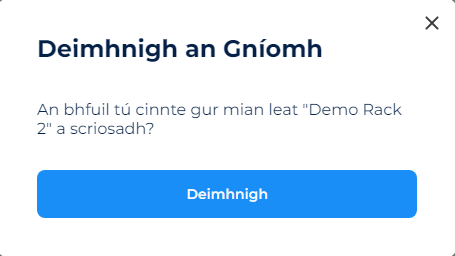 Deimhnigh an Gníomh
An bhfuil tú cinnte gur mian leat "Demo Rack
2" a scriosadh?
Deimhnigh